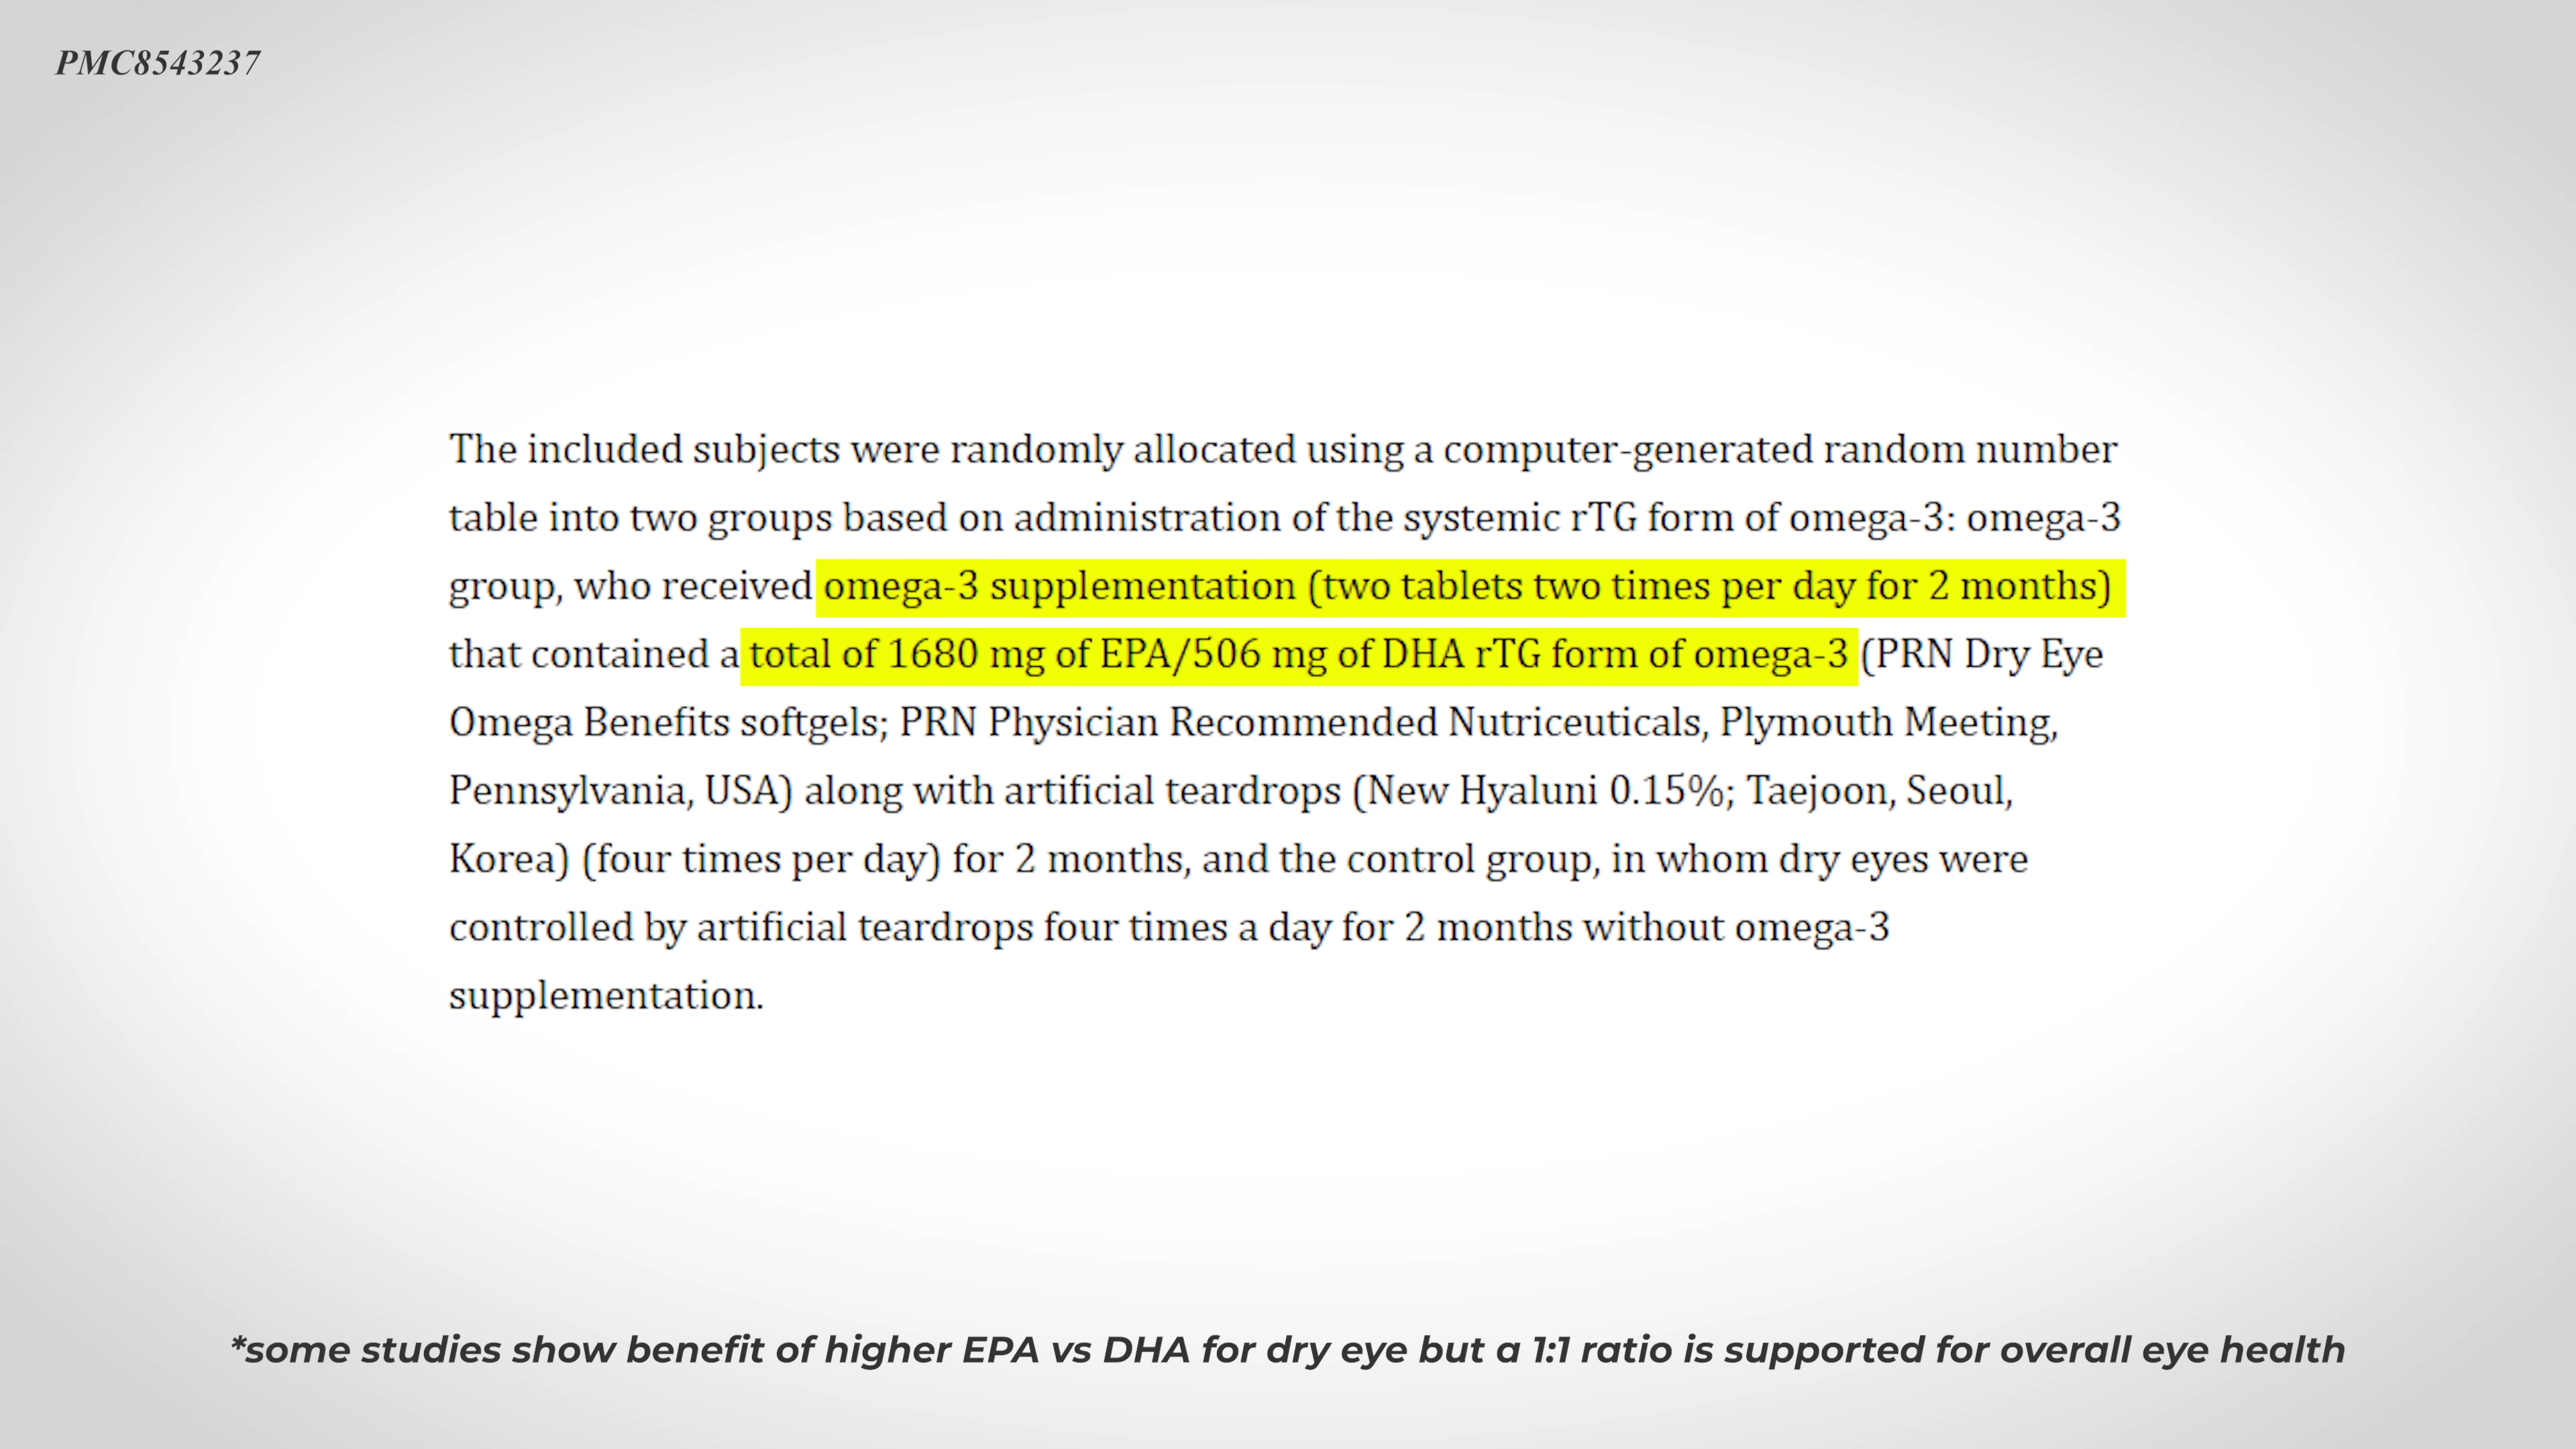 PMC8543237
The included subjects were randomly allocated using a computer-generated random number
table into two groups based on administration of the systemic rTG form of omega-3: omega-3
group, who received omega-3 supplementation (two tablets two times per day for 2 months)
that contained a total of 1680 mg of EPA/506 mg of DHA rTG form of omega-3 (PRN Dry Eye
Omega Benefits softgels; PRN Physician Recommended Nutriceuticals, Plymouth Meeting,
Pennsylvania, USA) along with artificial teardrops (New Hyaluni 0.15%; Taejoon, Seoul,
Korea) (four times per day) for 2 months, and the control group, in whom dry eyes were
controlled by artificial teardrops four times a day for 2 months without omega-3
supplementation.
*some studies show benefit of higher EPA vs DHA for dry eye but a 1:1 ratio is supported for overall eye health